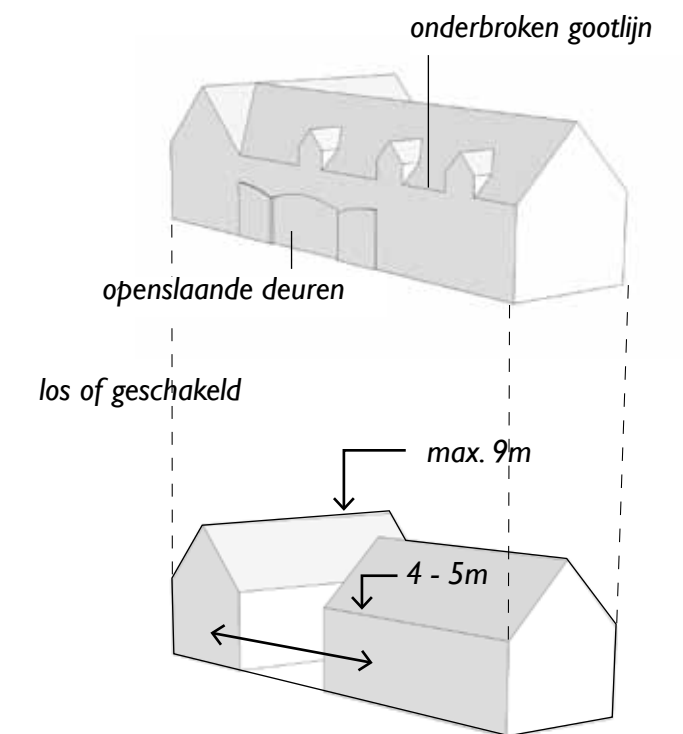 onderbroken gootlijn
openslaande deuren
los of geschakeld
max. 9m
4 - 5m